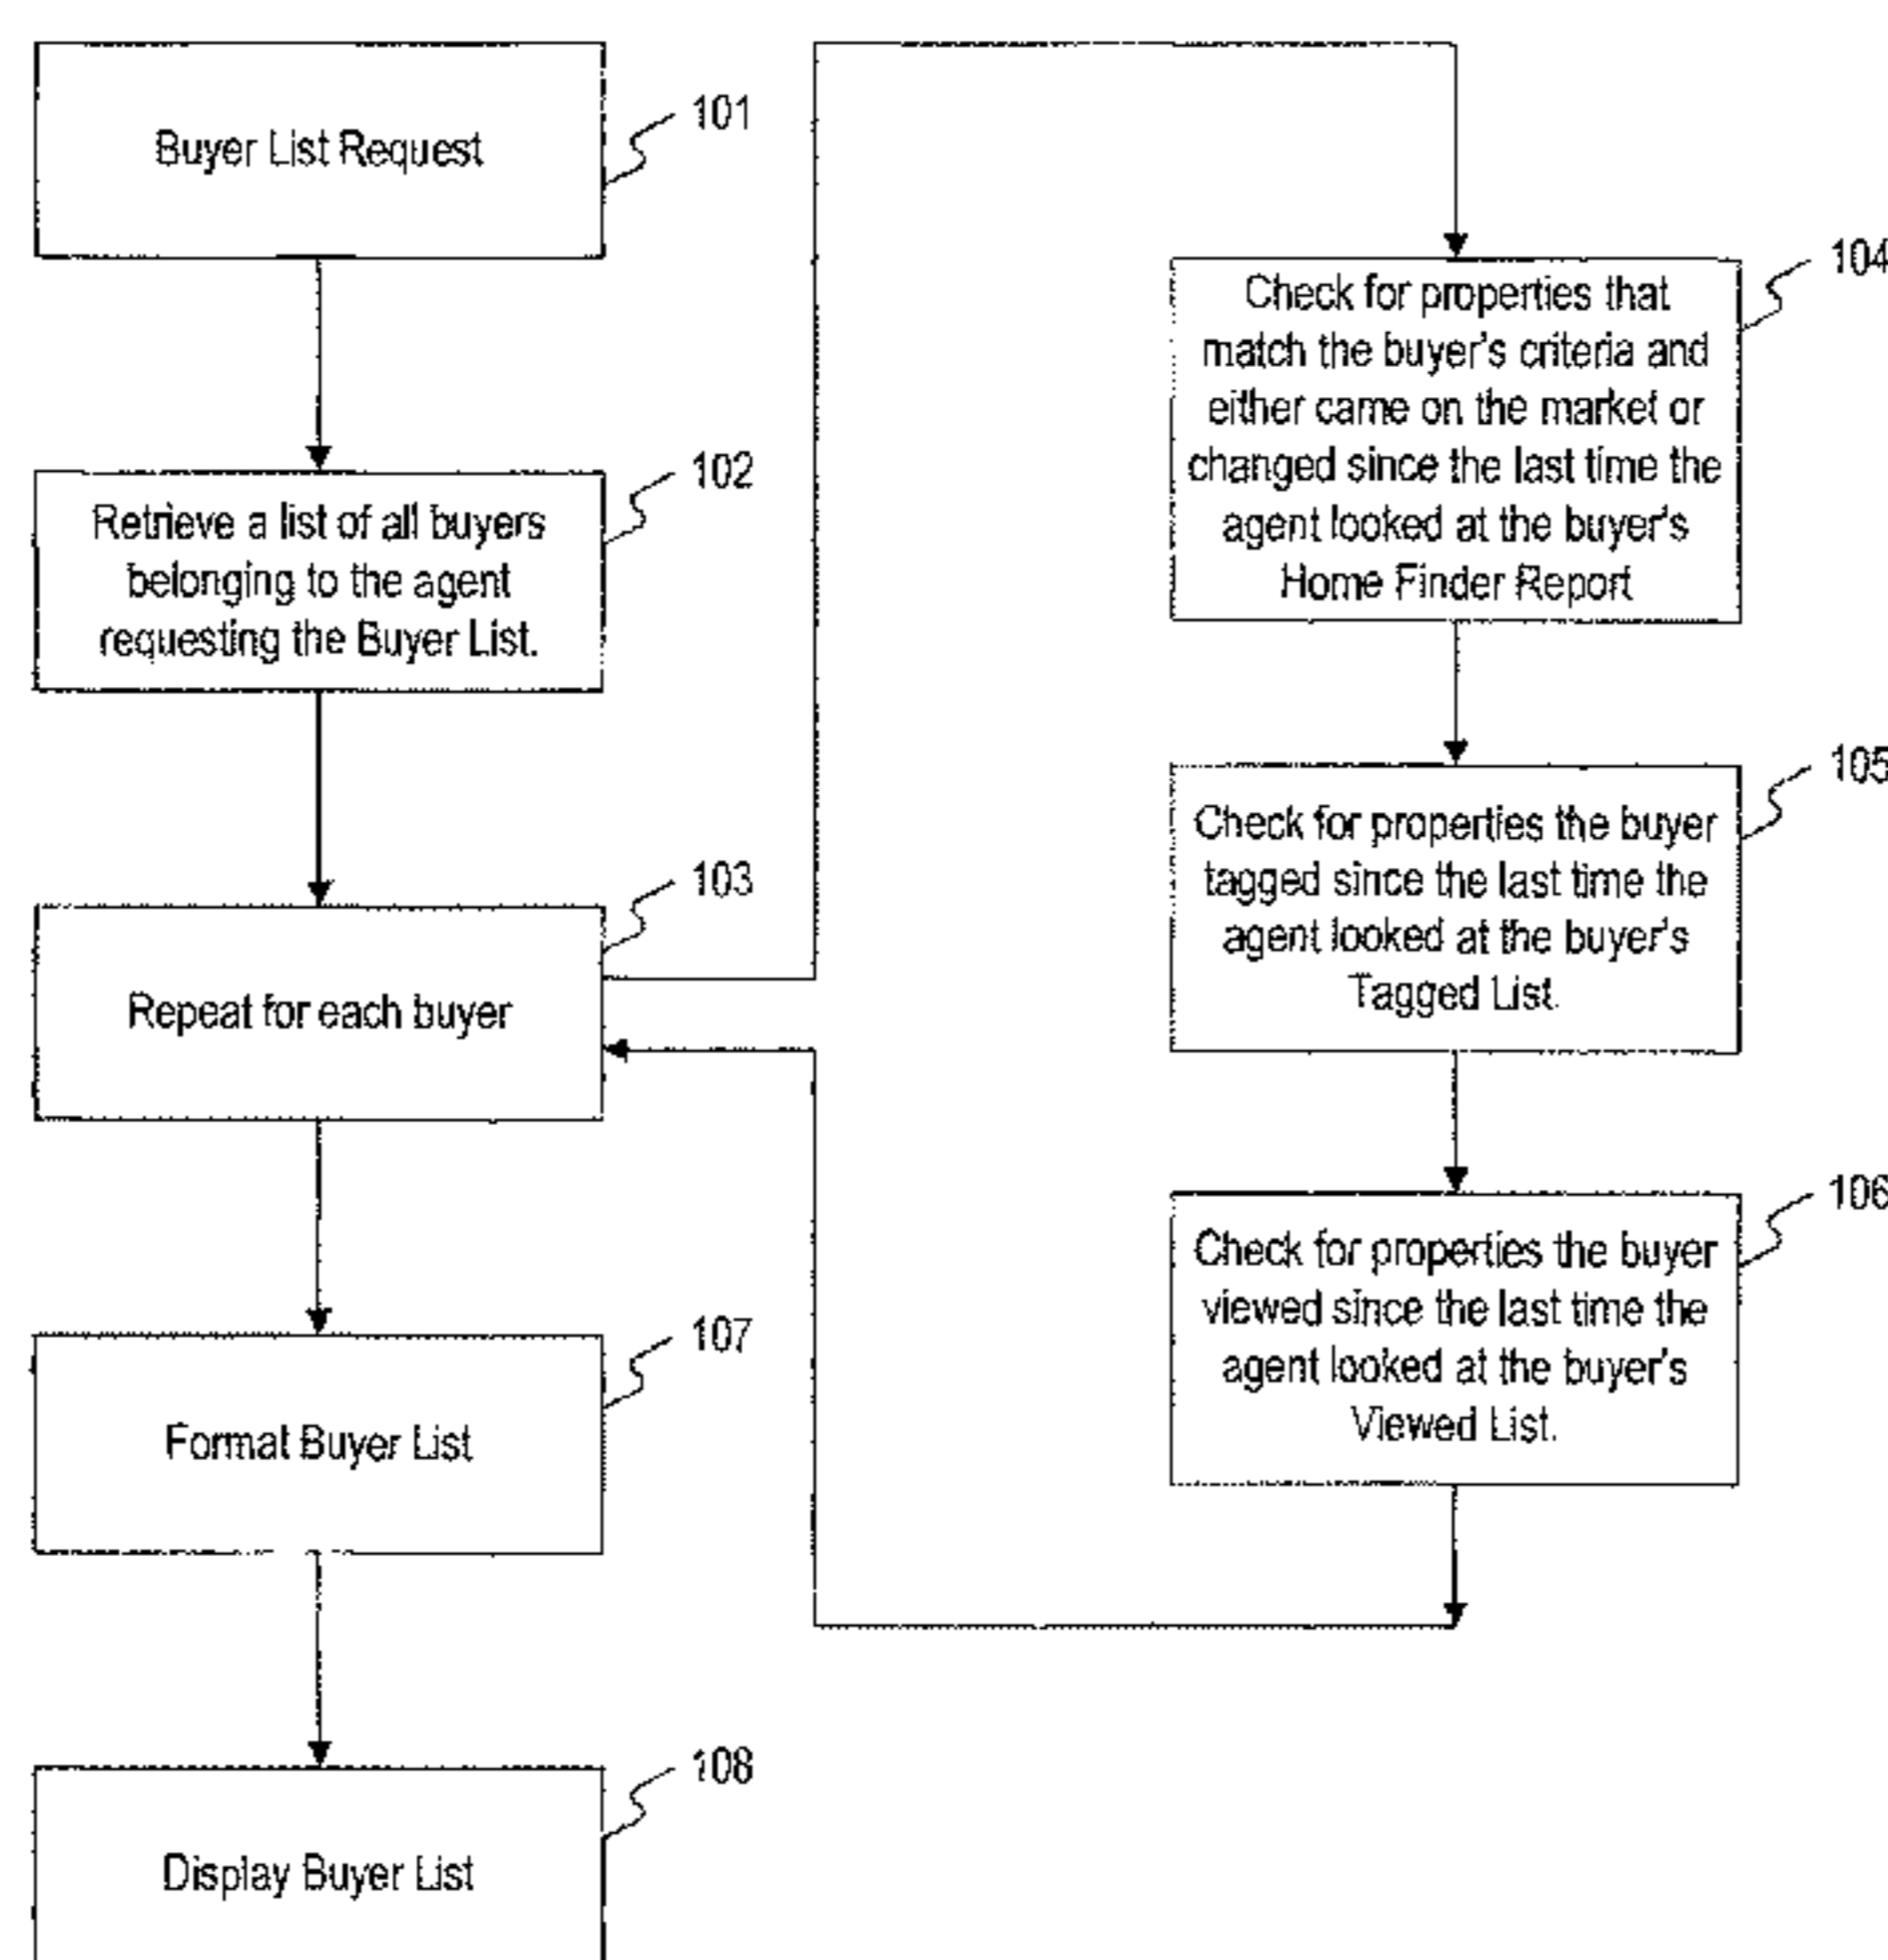 Buyer List Request
101
Retrieve a list of all buyers
belonging to the agent
requesting the Buyer List.
102
Repeat for each buyer
103
Check for properties that
match the buyer's criteria and
either came on the market or
changed since the last time the
agent looked at the buyer's
Home Finder Report
104
Check for properties the buyer
tagged since the last time the
agent looked at the buyer's
Tagged List.
105
Check for properties the buyer
viewed since the last time the
agent looked at the buyer's
Viewed List.
106
Format Buyer List
107
Display Buyer List
108